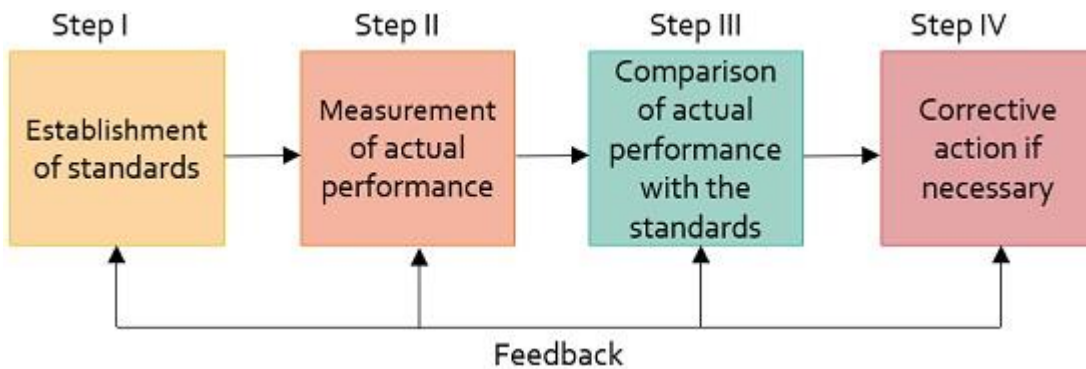 Step I
Step II
Step III
Step IV
Establishment
of standards
Measurement
of actual
performance
Comparison
of actual
performance
with the
standards
Corrective
action if
necessary
Feedback